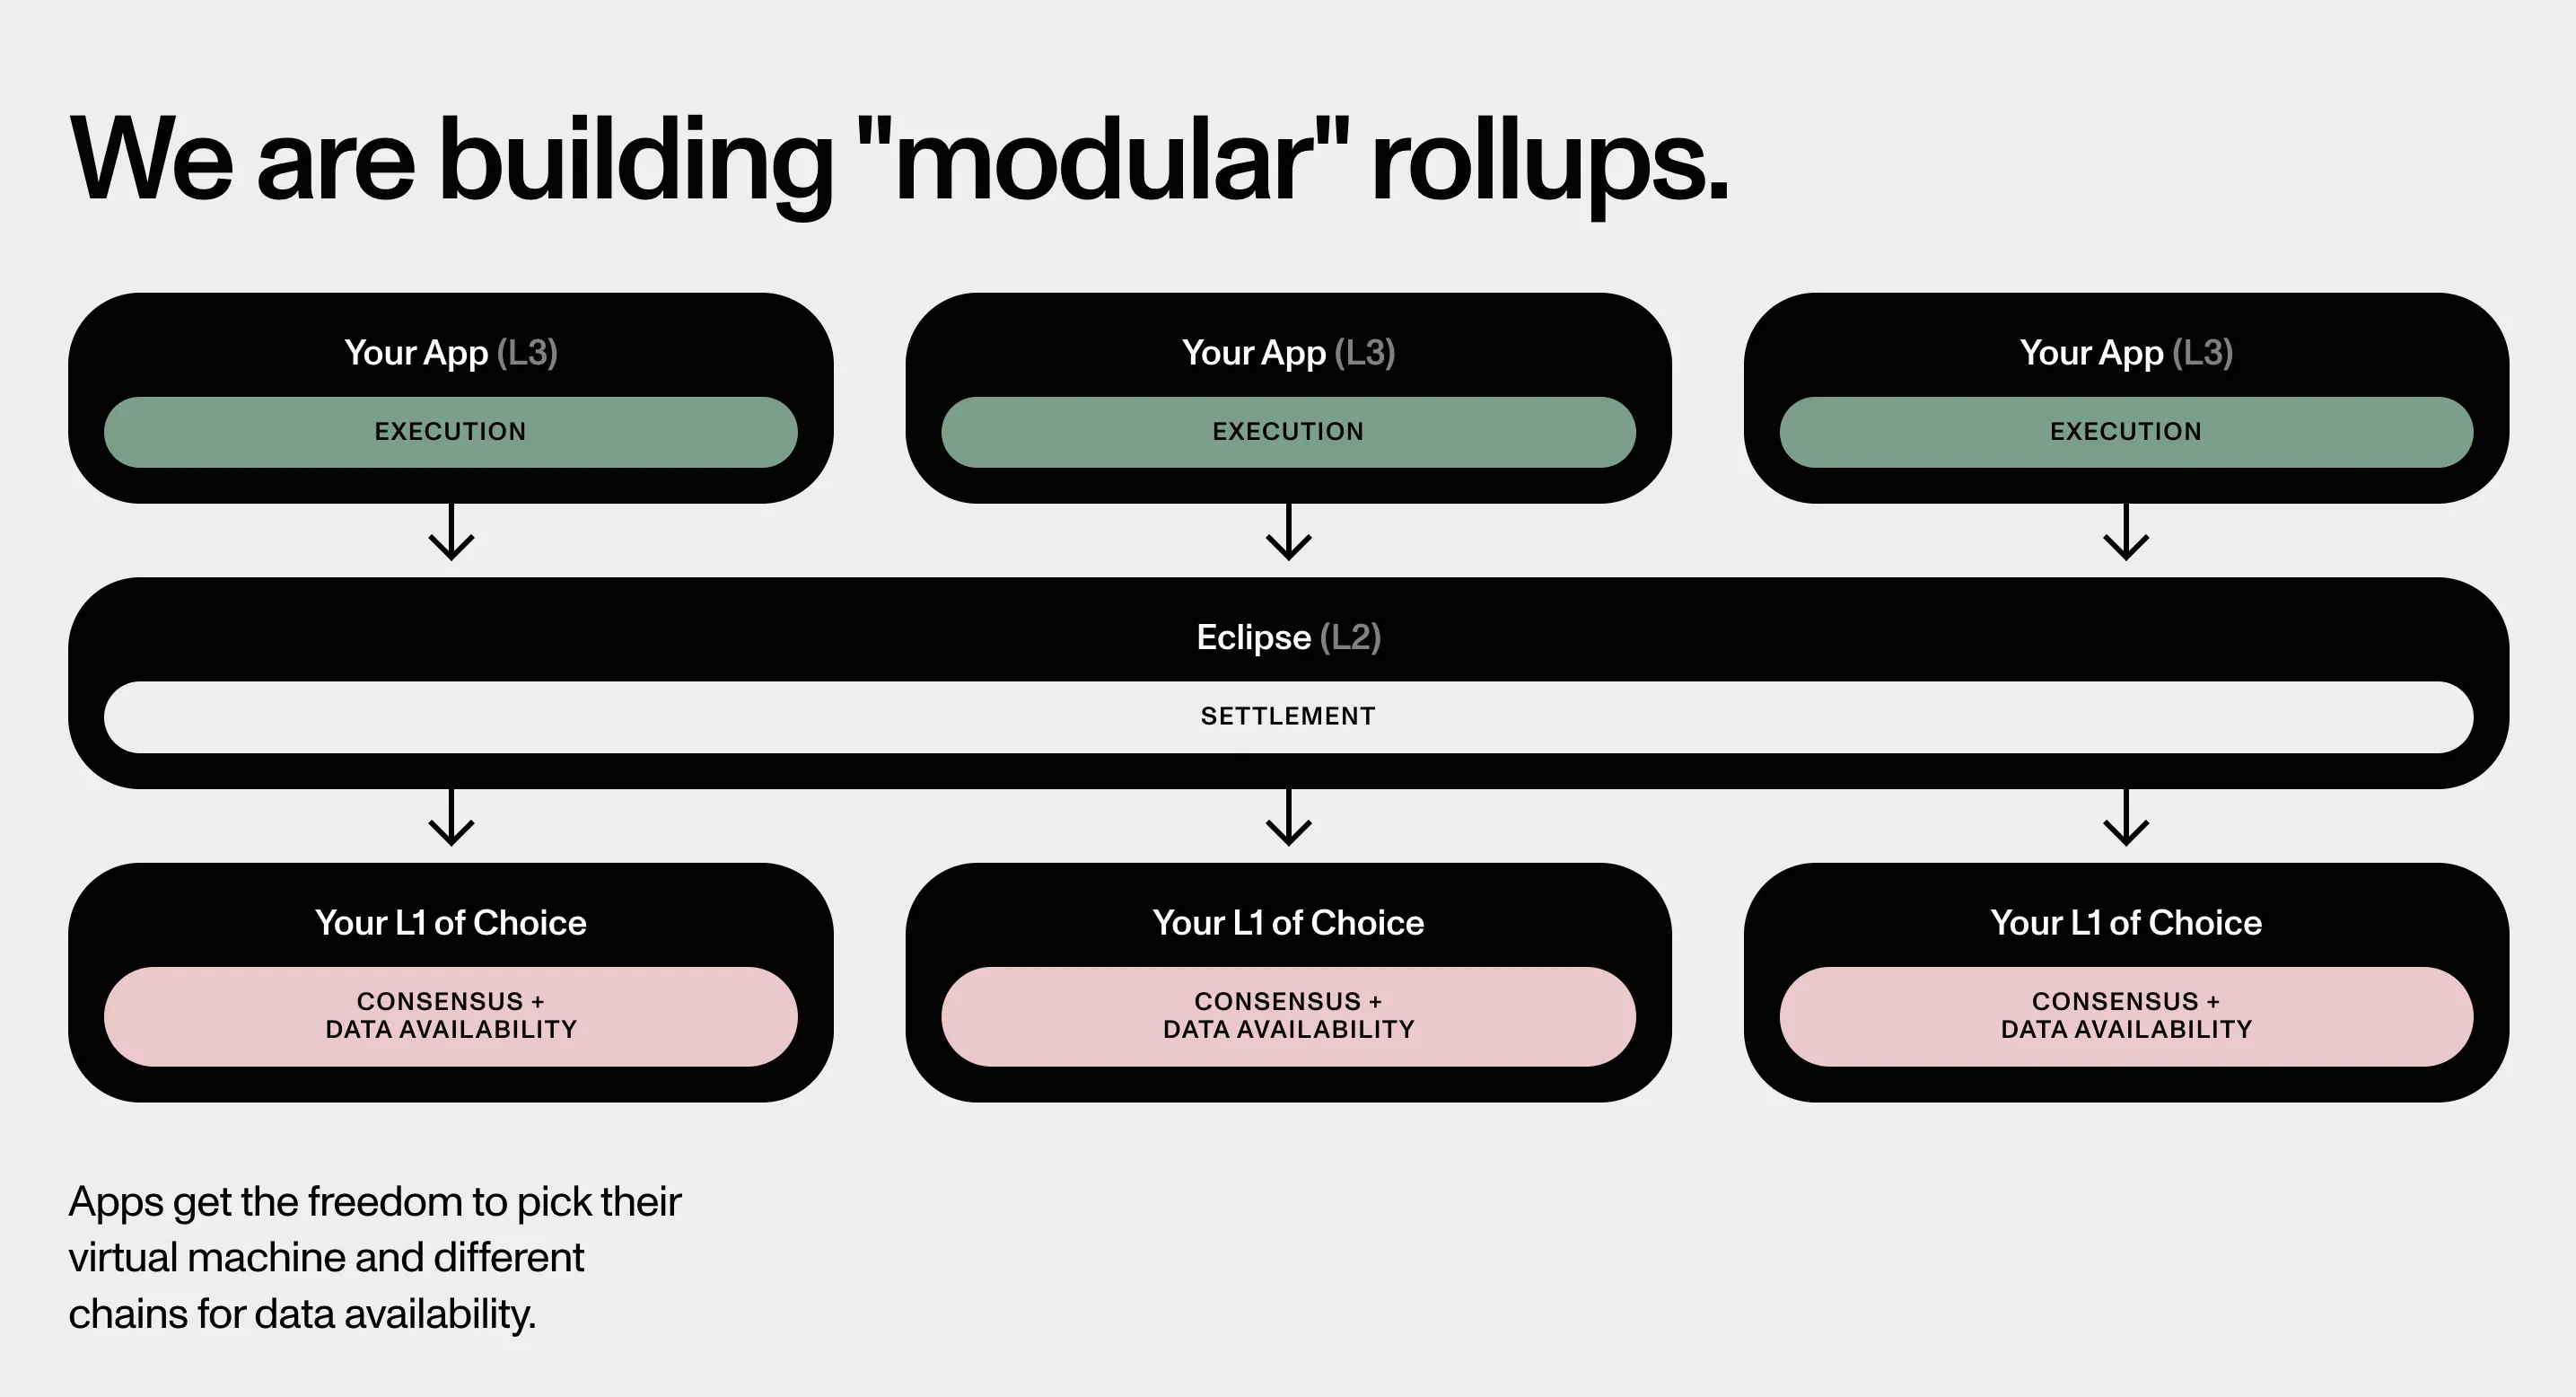 We are building "modular" rollups.
Your App (L3)
EXECUTION
Your App (L3)
EXECUTION
Your App (L3)
EXECUTION
Eclipse (L2)
SETTLEMENT
Your L1 of Choice
CONSENSUS +
DATA AVAILABILITY
Your L1 of Choice
CONSENSUS +
DATA AVAILABILITY
Your L1 of Choice
CONSENSUS +
DATA AVAILABILITY
Apps get the freedom to pick their
virtual machine and different
chains for data availability.